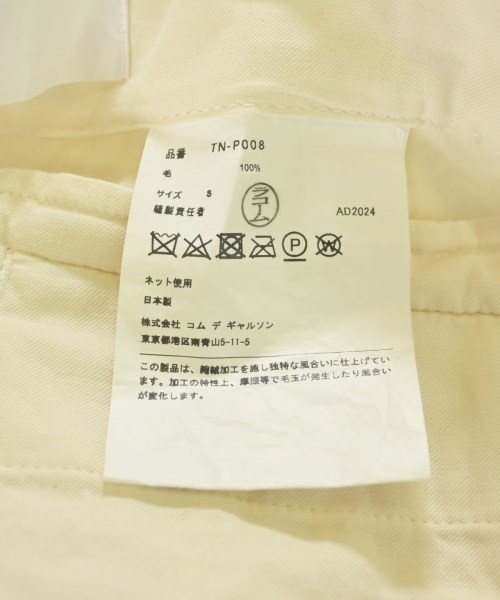 品番 TN-P008
毛 100%
サイズ S
縫製責任者 ラコーム AD2024
P W
ネット使用
日本製
株式会社 コム デ ギャルソン
東京都港区南青山5-11-5
この製品は、縮絨加工を施し独特な風合いに仕上げてい
ます。加工の特性上、摩擦等で毛玉が発生したり風合い
が変化します。